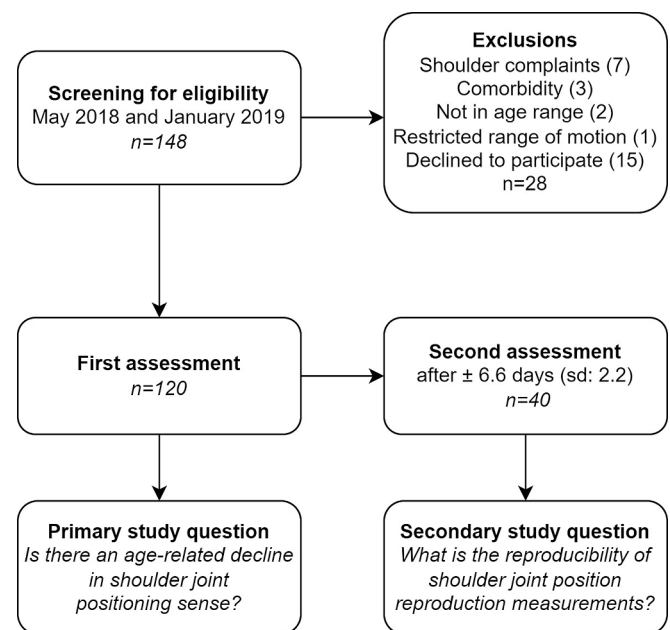 Screening for eligibility
May 2018 and January 2019
n=148
Exclusions
Shoulder complaints (7)
Comorbidity (3)
Not in age range (2)
Restricted range of motion (1)
Declined to participate (15)
n=28
First assessment
n=120
Second assessment
after ± 6.6 days (sd: 2.2)
n=40
Primary study question
Is there an age-related decline
in shoulder joint
positioning sense?
Secondary study question
What is the reproducibility of
shoulder joint position
reproduction measurements?